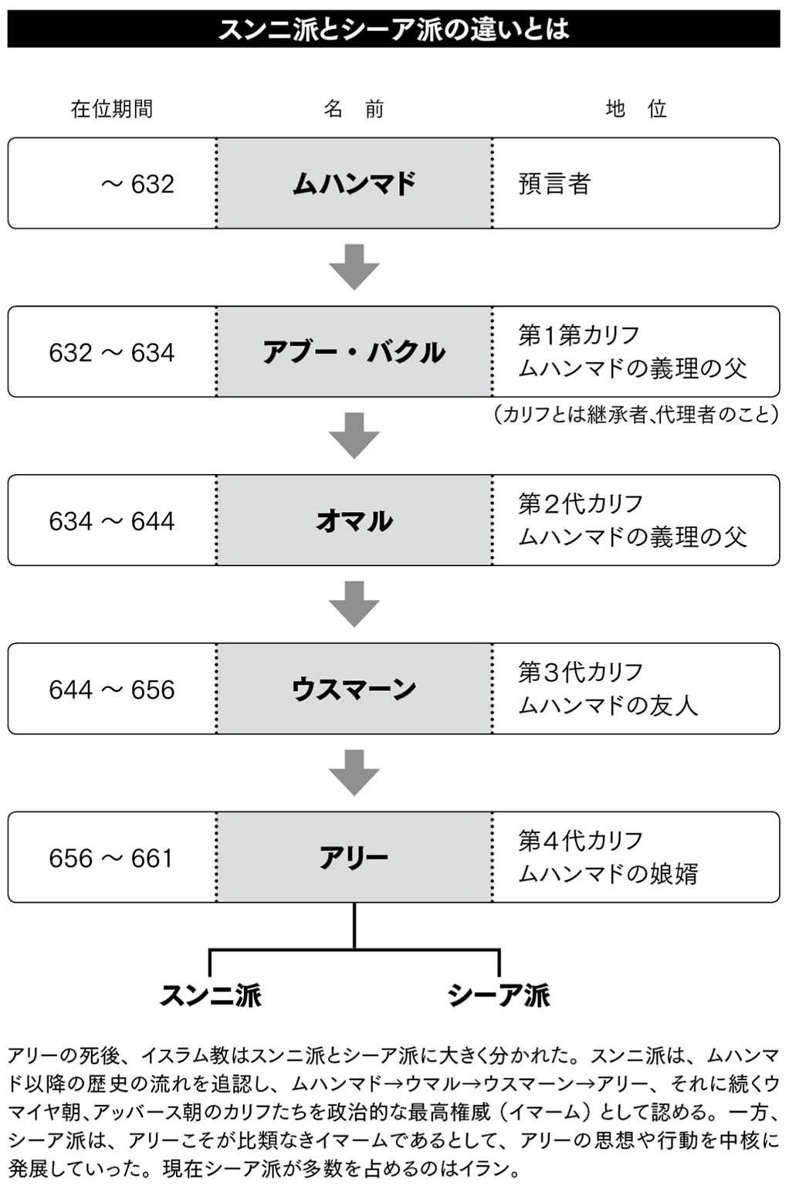 スンニ派とシーア派の違いとは
在位期間 名 前 地 位
～632 ムハンマド 預言者
632～634 アブー・バクル 第1第カリフ
ムハンマドの義理の父
（カリフとは継承者、代理者のこと）
634～644 オマル 第2代カリフ
ムハンマドの義理の父
644～656 ウスマーン 第3代カリフ
ムハンマドの友人
656～661 アリー 第4代カリフ
ムハンマドの娘婿
スンニ派 シーア派
アリーの死後、イスラム教はスンニ派とシーア派に大きく分かれた。スンニ派は、ムハンマ
ド以降の歴史の流れを追認し、ムハンマド→ウマル→ウスマーン→アリー、それに続くウ
マイヤ朝、アッバース朝のカリフたちを政治的な最高権威（イマーム）として認める。一方、
シーア派は、アリーこそが比類なきイマームであるとして、アリーの思想や行動を中核に
発展していった。現在シーア派が多数を占めるのはイラン。